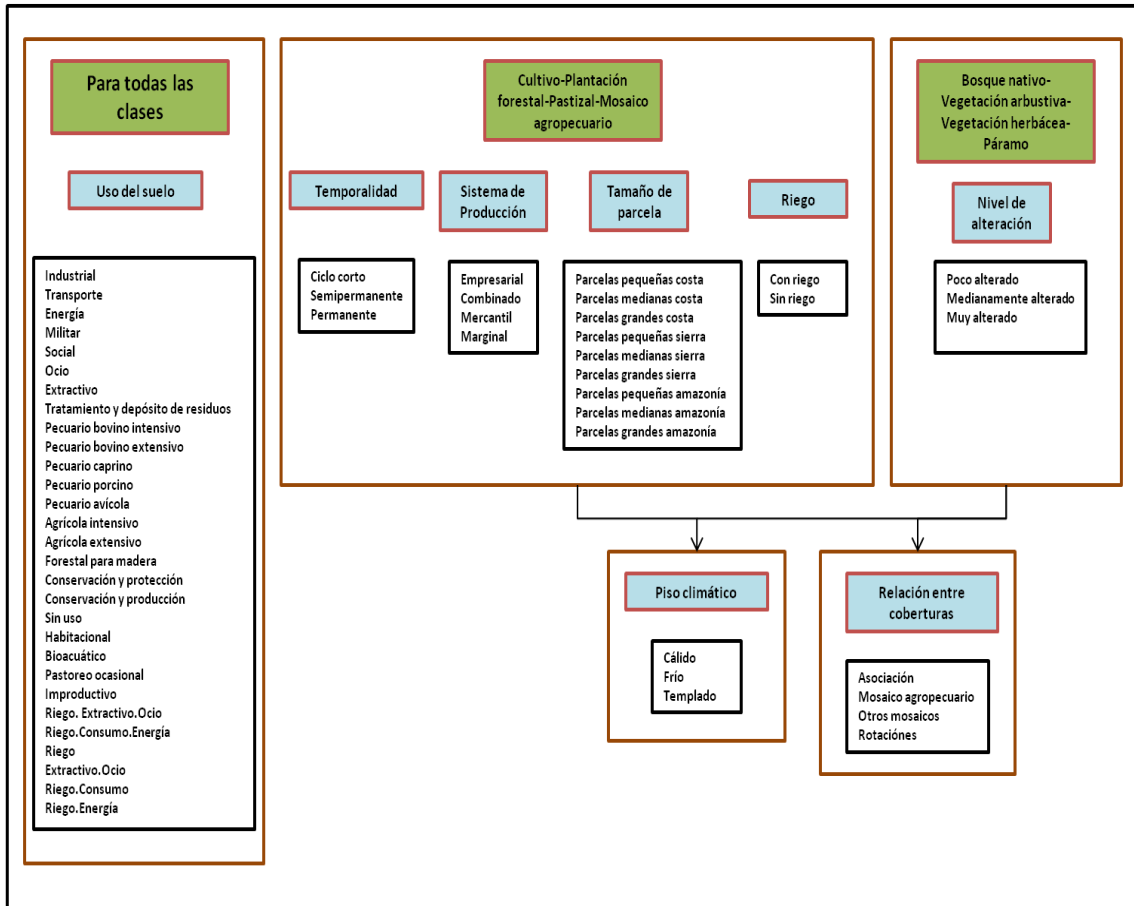 Para todas las
clases
Uso del suelo
Industrial
Transporte
Energía
Militar
Social
Ocio
Extractivo
Tratamiento y depósito de residuos
Pecuario bovino intensivo
Pecuario bovino extensivo
Pecuario caprino
Pecuario porcino
Pecuario avícola
Agrícola intensivo
Agrícola extensivo
Forestal para madera
Conservación y protección
Conservación y producción
Sin uso
Habitacional
Bioacuático
Pastoreo ocasional
Improductivo
Riego. Extractivo.Ocio
Riego.Consumo.Energía
Riego
Extractivo.Ocio
Riego.Consumo
Riego.Energía
Cultivo-Plantación
forestal-Pastizal-Mosaico
agropecuario
Temporalidad
Ciclo corto
Semipermanente
Permanente
Sistema de
Producción
Empresarial
Combinado
Mercantil
Marginal
Tamaño de
parcela
Parcelas pequeñas costa
Parcelas medianas costa
Parcelas grandes costa
Parcelas pequeñas sierra
Parcelas medianas sierra
Parcelas grandes sierra
Parcelas pequeñas amazonía
Parcelas medianas amazonía
Parcelas grandes amazonía
Riego
Con riego
Sin riego
Bosque nativo-
Vegetación arbustiva-
Vegetación herbácea-
Páramo
Nivel de
alteración
Poco alterado
Medianamente alterado
Muy alterado
Piso climático
Cálido
Frío
Templado
Relación entre
coberturas
Asociación
Mosaico agropecuario
Otros mosaicos
Rotaciónes